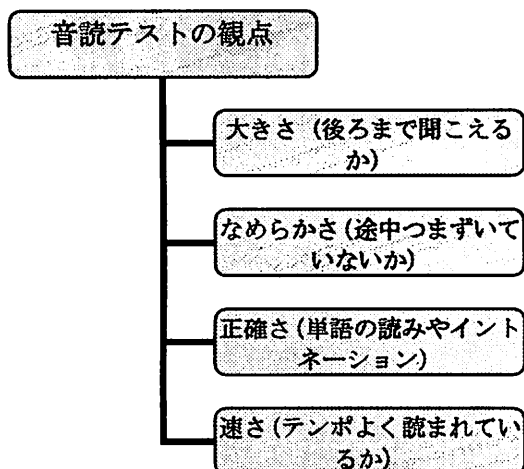 音読テストの観点
大きさ（後ろまで聞こえる
か）
なめらかさ（途中つまずいて
いないか）
正確さ（単語の読みやイント
ネーション）
速さ（テンポよく読まれてい
るか）